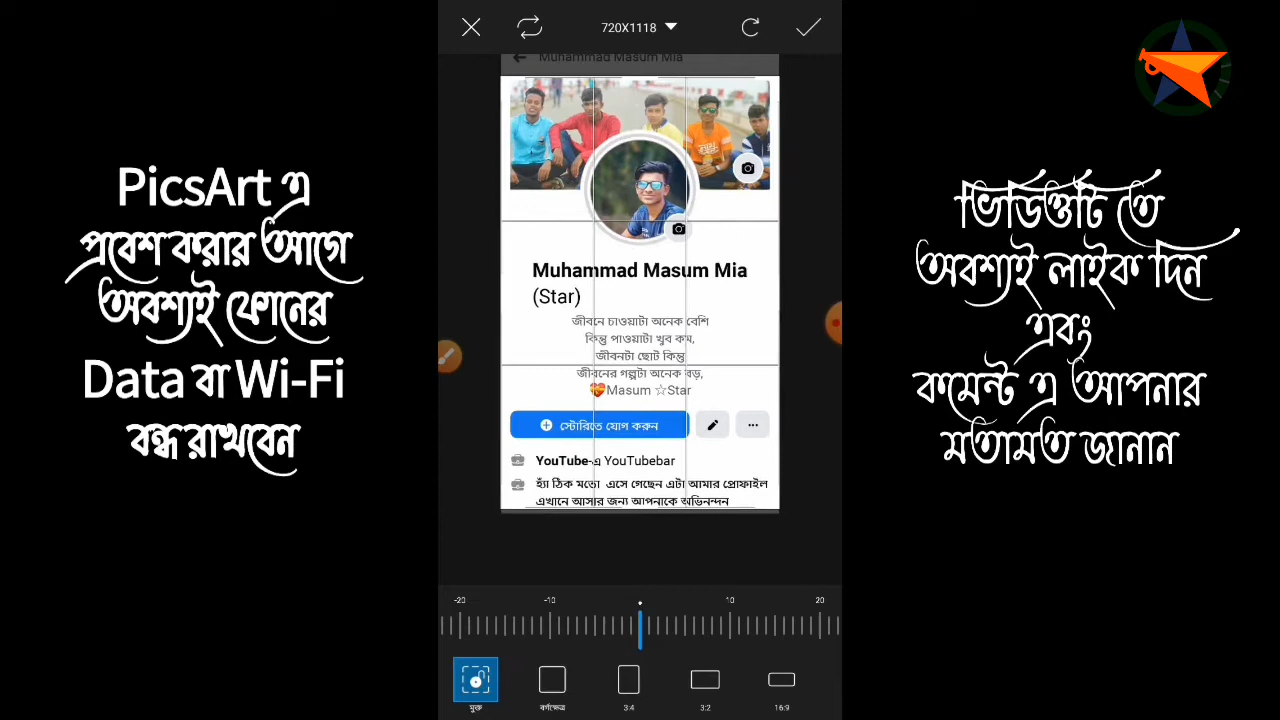 PicsArt এ
প্রবেশ করার আগে
অবশ্যই ফোনের
Data বা Wi-Fi
বন্ধ রাখবেন
720X1118
Muhammad Masum Mia
Muhammad Masum Mia
(Star)
জীবনে চাওয়াটা অনেক বেশি
কিন্তু পাওয়াটা খুব কম,
জীবনটা ছোট কিন্তু
জীবনের গল্পটা অনেক বড়,
💝Masum ☆Star
স্টোরিতে যোগ করুন
YouTube-এ YouTubebar
হ্যাঁ ঠিক মতো এসে গেছেন এটা আমার প্রোফাইল
এখানে আসার জন্য আপনাকে অভিনন্দন
-20 -10 10 20
মুক্ত বর্গক্ষেত্র 3:4 3:2 16:9
ভিডিওটি তে
অবশ্যই লাইক দিন
এবং
কমেন্ট এ আপনার
মতামত জানান